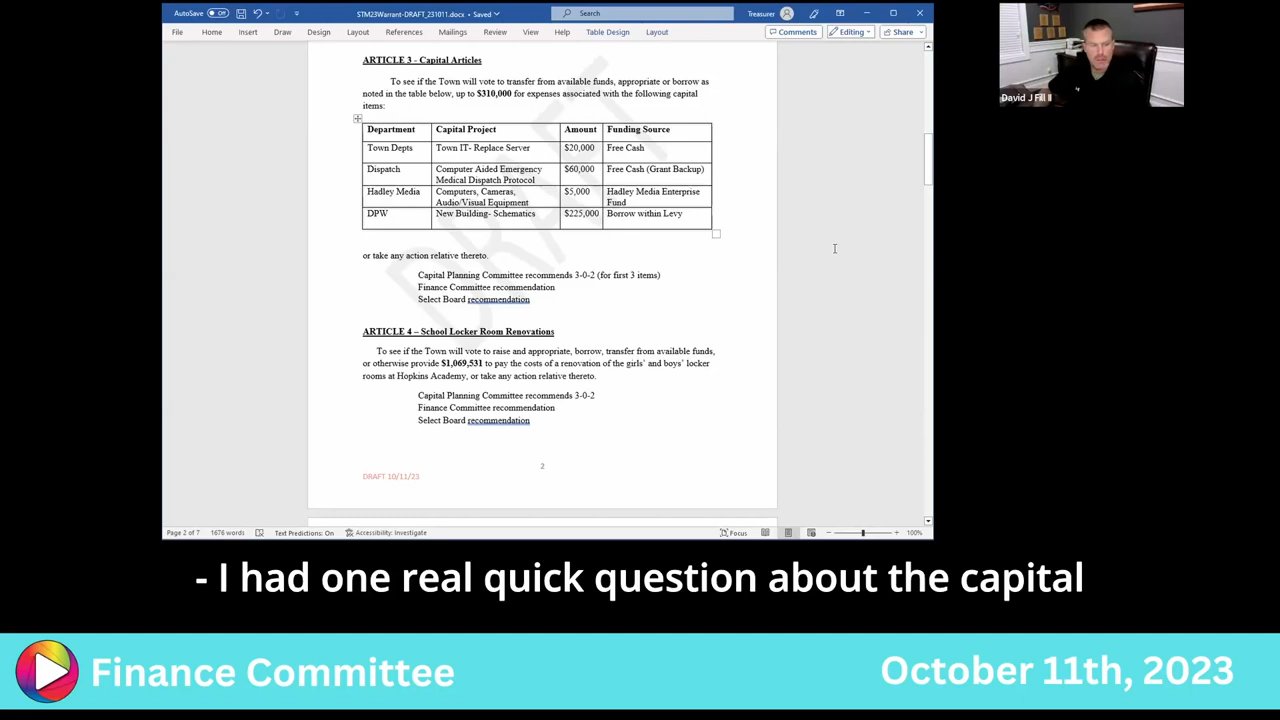 AutoSave Off
STM23Warrant-DRAFT_231011.docx • Saved
Search
Treasurer
File Home Insert Draw Design Layout References Mailings Review View Help Table Design Layout
Comments Editing Share
ARTICLE 3 - Capital Articles
To see if the Town will vote to transfer from available funds, appropriate or borrow as
noted in the table below, up to $310,000 for expenses associated with the following capital
items:
Department Capital Project Amount Funding Source
Town Depts Town IT- Replace Server $20,000 Free Cash
Dispatch Computer Aided Emergency $60,000 Free Cash (Grant Backup)
Medical Dispatch Protocol
Hadley Media Computers, Cameras, $5,000 Hadley Media Enterprise
Audio/Visual Equipment Fund
DPW New Building- Schematics $225,000 Borrow within Levy
DRAFT
or take any action relative thereto.
Capital Planning Committee recommends 3-0-2 (for first 3 items)
Finance Committee recommendation
Select Board recommendation
ARTICLE 4 – School Locker Room Renovations
To see if the Town will vote to raise and appropriate, borrow, transfer from available funds,
or otherwise provide $1,069,531 to pay the costs of a renovation of the girls’ and boys’ locker
rooms at Hopkins Academy, or take any action relative thereto.
Capital Planning Committee recommends 3-0-2
Finance Committee recommendation
Select Board recommendation
2
DRAFT 10/11/23
Page 2 of 7 1676 words Text Predictions: On Accessibility: Investigate Focus 100%
David J Fill II
- I had one real quick question about the capital
Finance Committee
October 11th, 2023